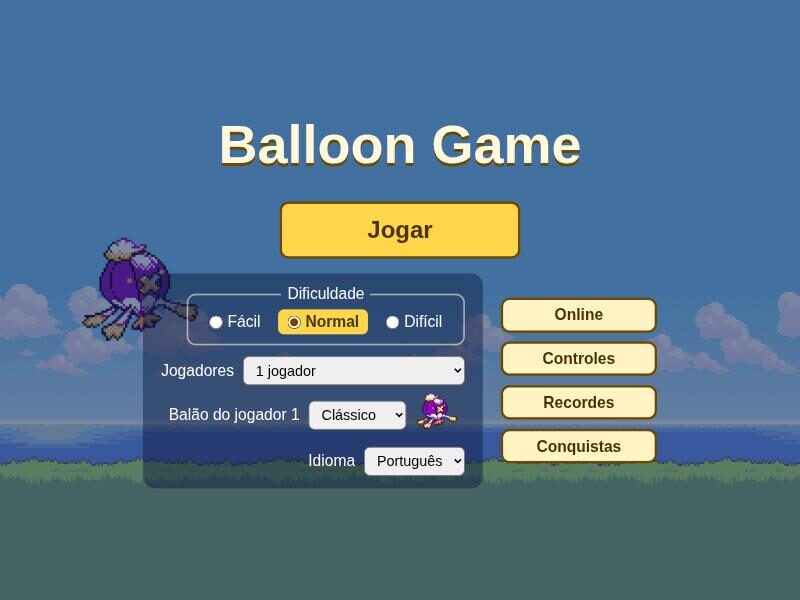 Balloon Game
Jogar
Dificuldade
Fácil
Normal
Difícil
Jogadores
1 jogador
Balão do jogador 1
Clássico
Idioma
Português
Online
Controles
Recordes
Conquistas